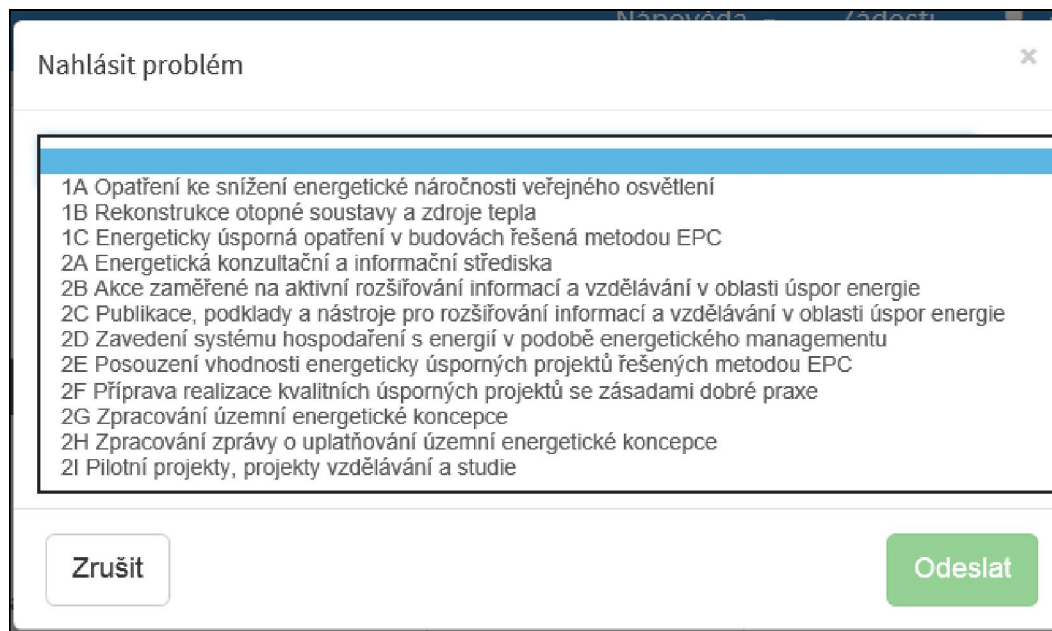 Nápověda
Žádosti
Nahlásit problém
×
1A Opatření ke snížení energetické náročnosti veřejného osvětlení
1B Rekonstrukce otopné soustavy a zdroje tepla
1C Energeticky úsporná opatření v budovách řešená metodou EPC
2A Energetická konzultační a informační střediska
2B Akce zaměřené na aktivní rozšiřování informací a vzdělávání v oblasti úspor energie
2C Publikace, podklady a nástroje pro rozšiřování informací a vzdělávání v oblasti úspor energie
2D Zavedení systému hospodaření s energií v podobě energetického managementu
2E Posouzení vhodnosti energeticky úsporných projektů řešených metodou EPC
2F Příprava realizace kvalitních úsporných projektů se zásadami dobré praxe
2G Zpracování územní energetické koncepce
2H Zpracování zprávy o uplatňování územní energetické koncepce
2I Pilotní projekty, projekty vzdělávání a studie
Zrušit
Odeslat